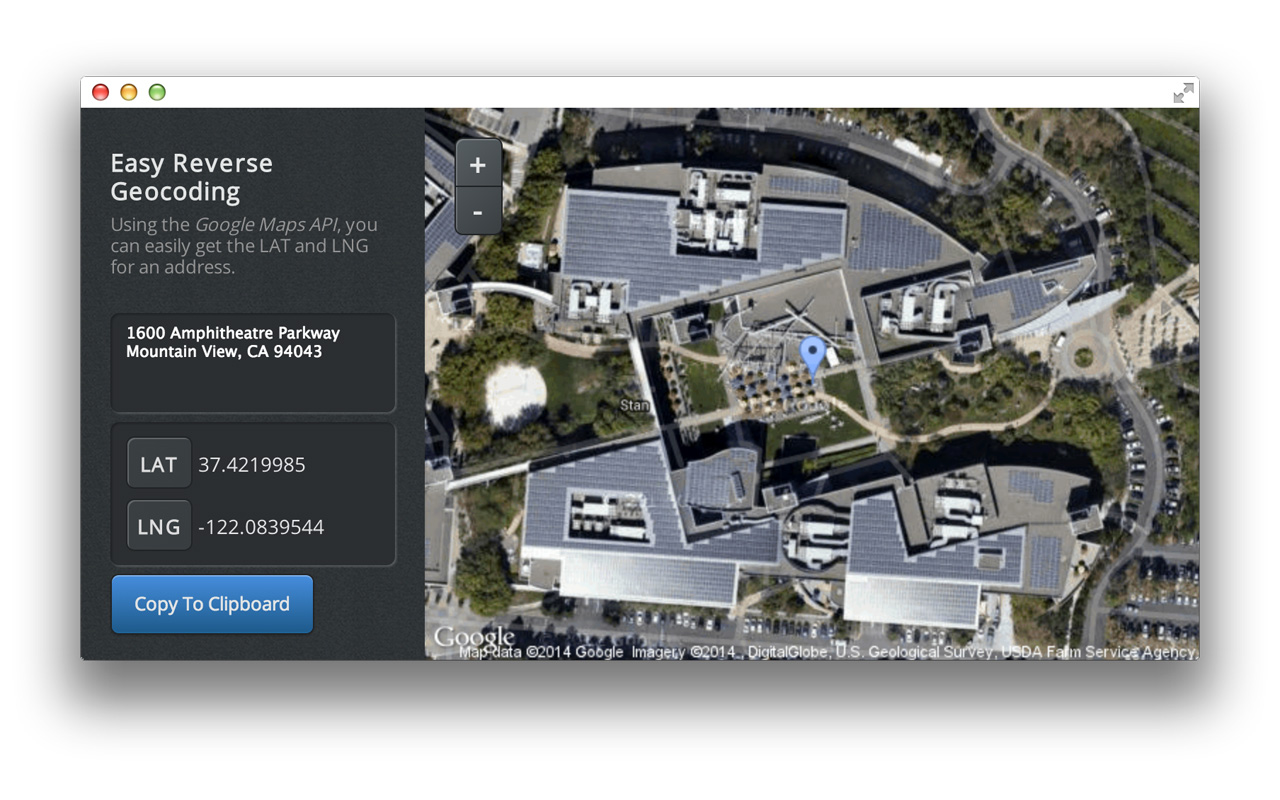 Easy Reverse
Geocoding
Using the Google Maps API, you
can easily get the LAT and LNG
for an address.
1600 Amphitheatre Parkway
Mountain View, CA 94043
LAT 37.4219985
LNG -122.0839544
Copy To Clipboard
+
-
Stan
Google
Map data ©2014 Google Imagery ©2014 , DigitalGlobe, U.S. Geological Survey, USDA Farm Service Agency